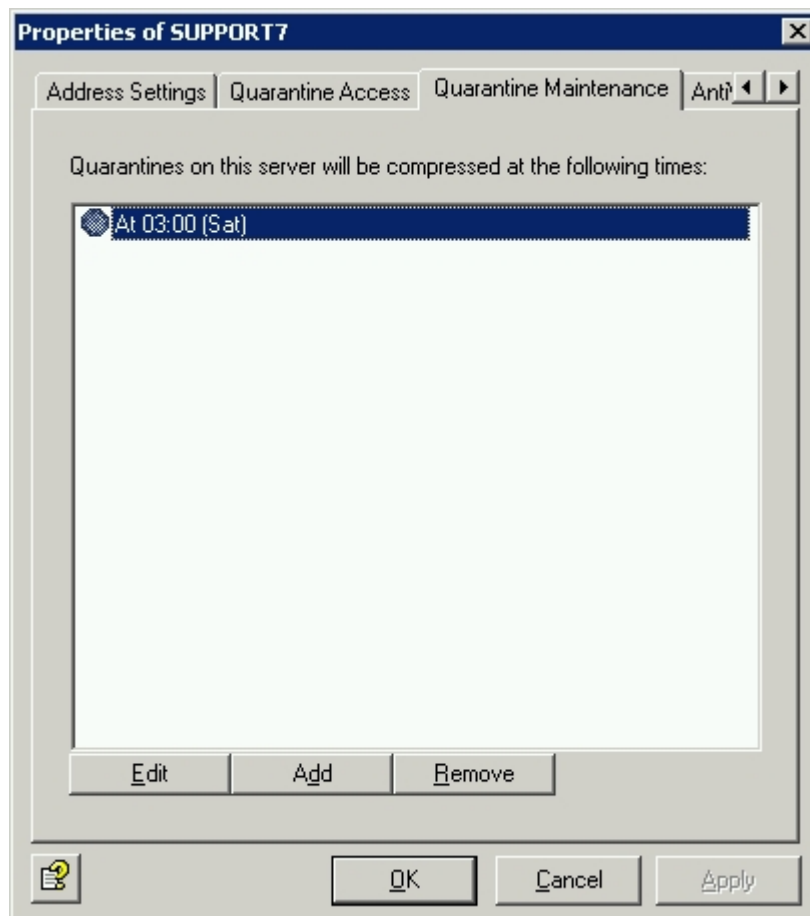 Properties of SUPPORT7
Address Settings Quarantine Access Quarantine Maintenance
Quarantines on this server will be compressed at the following times:
At 03:00 (Sat)
Edit Add Remove
OK Cancel Apply